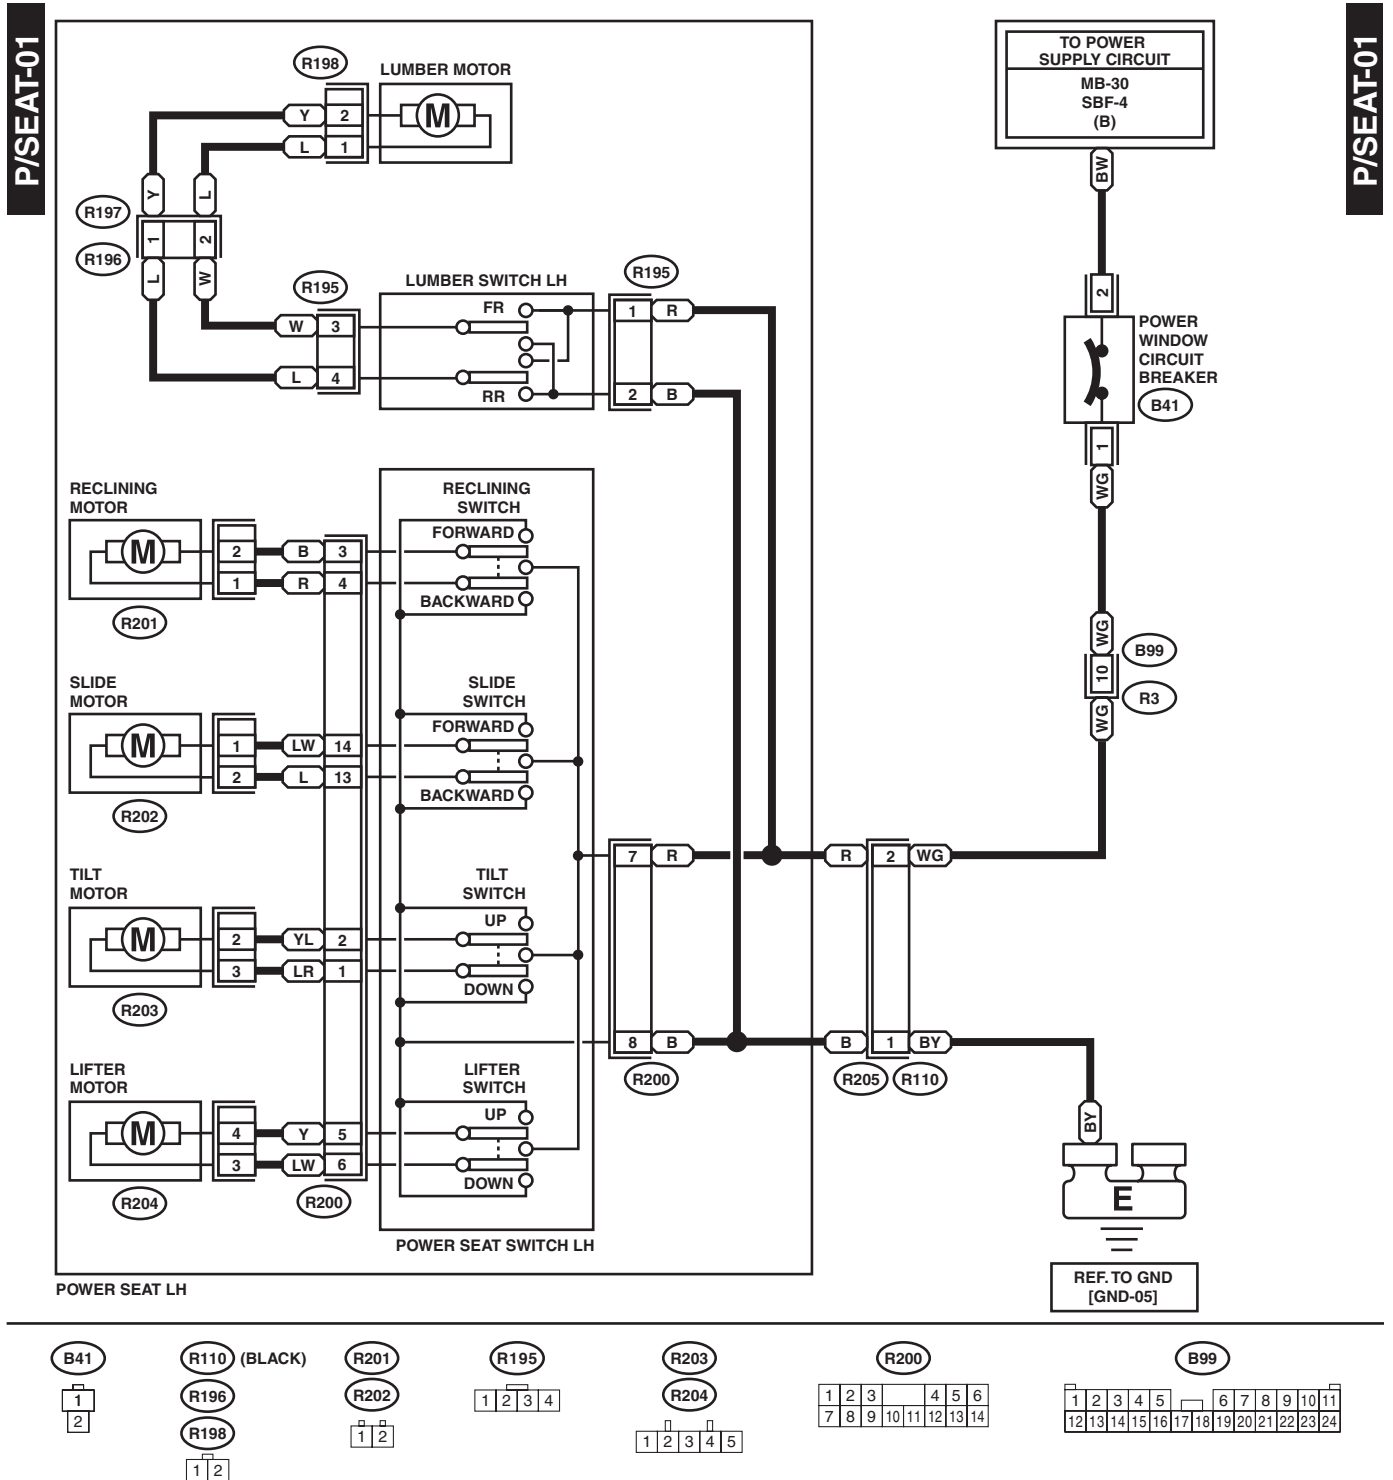 P/SEAT-01
P/SEAT-01
TO POWER
SUPPLY CIRCUIT
MB-30
SBF-4
(B)
BW
2
POWER
WINDOW
CIRCUIT
BREAKER
B41
1
WG
WG
B99
10
R3
WG
R198
LUMBER MOTOR
M
Y 2
L 1
Y L
R197
1 2
R196
L W
R195
LUMBER SWITCH LH
R195
FR
1 R
W 3
L 4
RR
2 B
RECLINING
MOTOR
M
2 B 3
1 R 4
R201
RECLINING
SWITCH
FORWARD
BACKWARD
SLIDE
MOTOR
M
1 LW 14
2 L 13
R202
SLIDE
SWITCH
FORWARD
BACKWARD
7 R
R 2 WG
TILT
MOTOR
M
2 YL 2
3 LR 1
R203
TILT
SWITCH
UP
DOWN
8 B
B 1 BY
R200
R205 R110
LIFTER
MOTOR
M
4 Y 5
3 LW 6
R204
R200
LIFTER
SWITCH
UP
DOWN
BY
E
POWER SEAT SWITCH LH
REF. TO GND
[GND-05]
POWER SEAT LH
B41
1
2
R110 (BLACK)
R196
R198
1 2
R201
R202
1 2
R195
1 2 3 4
R203
R204
1 2 3 4 5
R200
1 2 3 4 5 6
7 8 9 10 11 12 13 14
B99
1 2 3 4 5 6 7 8 9 10 11
12 13 14 15 16 17 18 19 20 21 22 23 24